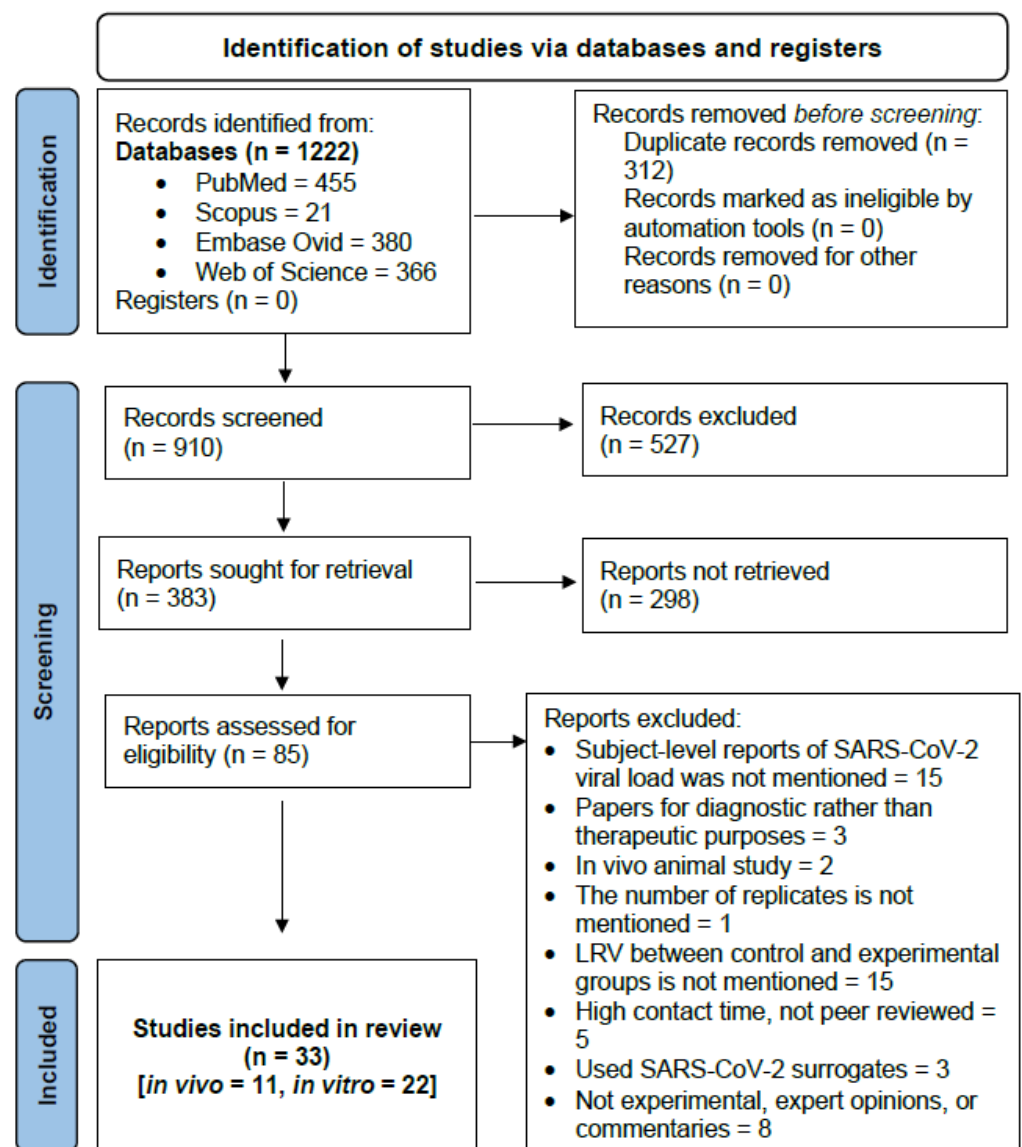 Identification of studies via databases and registers
Identification
Records identified from:
Databases (n = 1222)
• PubMed = 455
• Scopus = 21
• Embase Ovid = 380
• Web of Science = 366
Registers (n = 0)
Records removed before screening:
Duplicate records removed (n =
312)
Records marked as ineligible by
automation tools (n = 0)
Records removed for other
reasons (n = 0)
Screening
Records screened
(n = 910)
Records excluded
(n = 527)
Reports sought for retrieval
(n = 383)
Reports not retrieved
(n = 298)
Reports assessed for
eligibility (n = 85)
Reports excluded:
• Subject-level reports of SARS-CoV-2
viral load was not mentioned = 15
• Papers for diagnostic rather than
therapeutic purposes = 3
• In vivo animal study = 2
• The number of replicates is not
mentioned = 1
• LRV between control and experimental
groups is not mentioned = 15
• High contact time, not peer reviewed =
5
• Used SARS-CoV-2 surrogates = 3
• Not experimental, expert opinions, or
commentaries = 8
Included
Studies included in review
(n = 33)
[in vivo = 11, in vitro = 22]